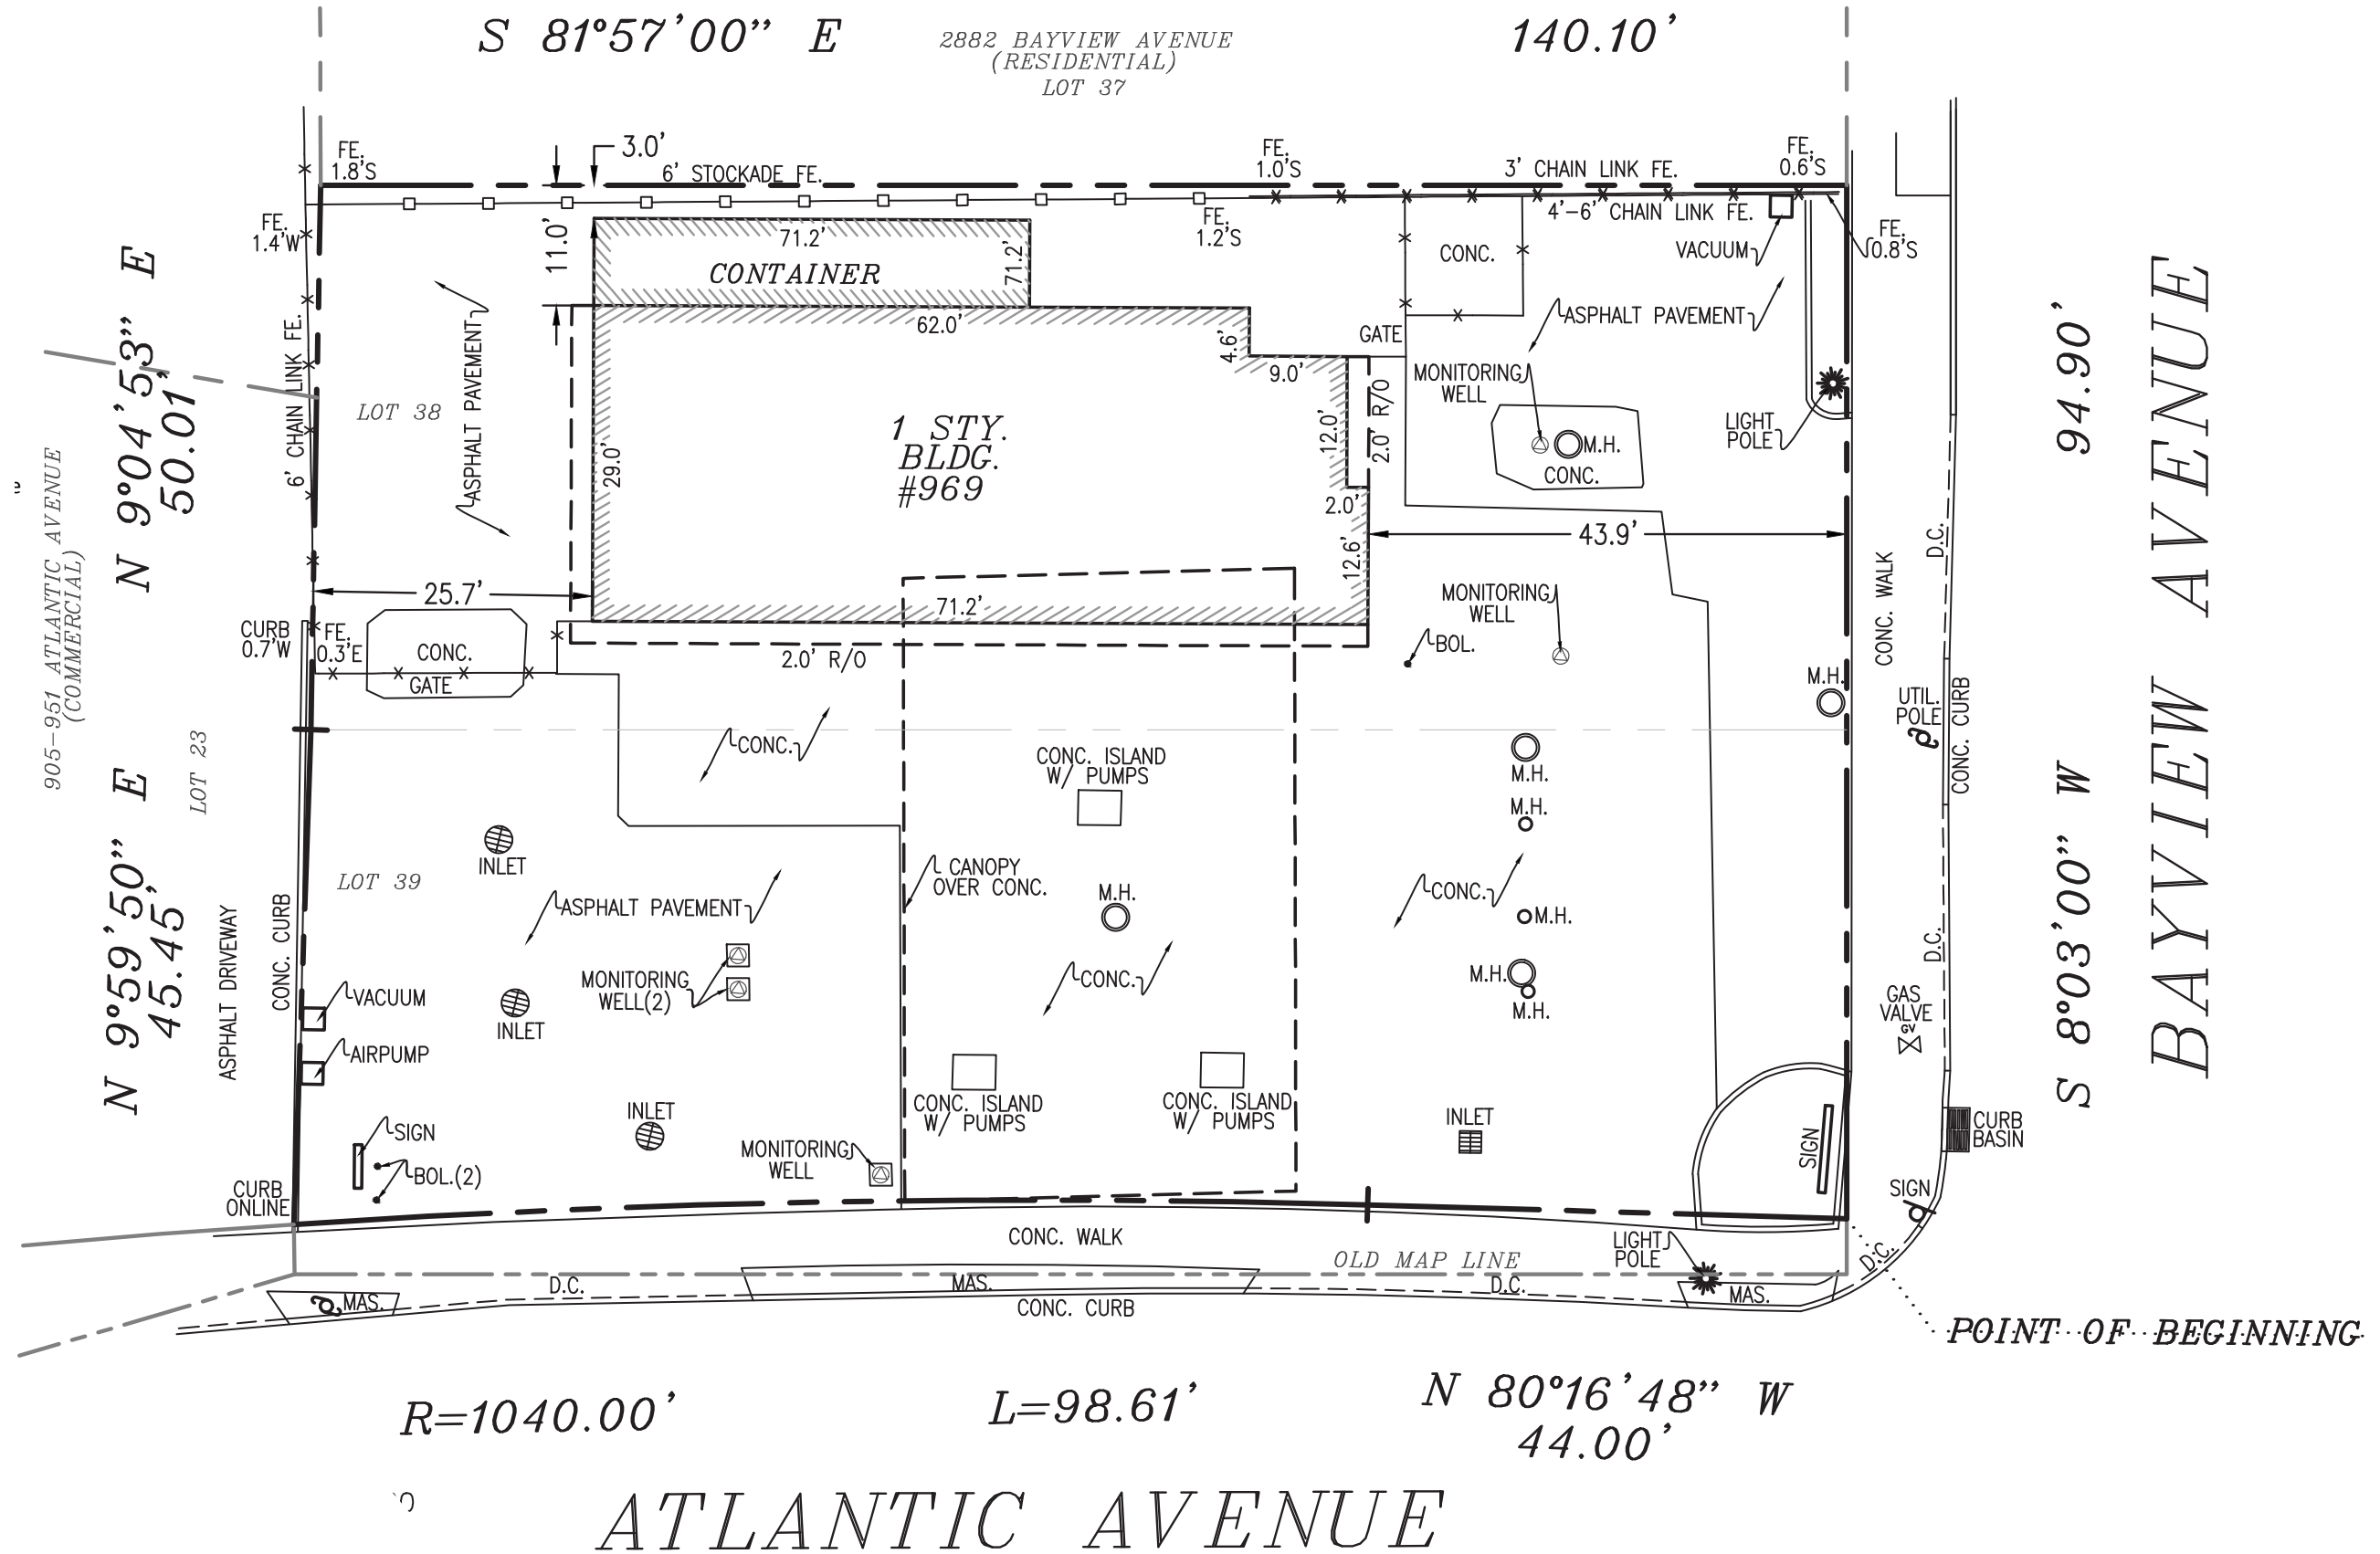 S 81°57'00" E
140.10'
2882 BAYVIEW AVENUE
(RESIDENTIAL)
LOT 37
FE.
1.8'S
3.0'
6' STOCKADE FE.
FE.
1.0'S
3' CHAIN LINK FE.
FE.
0.6'S
FE.
1.4'W
11.0'
71.2'
CONTAINER
71.2'
FE.
1.2'S
4'-6' CHAIN LINK FE.
VACUUM
FE.
0.8'S
CONC.
ASPHALT PAVEMENT
62.0'
4.6'
9.0'
GATE
MONITORING
WELL
M.H.
CONC.
LIGHT
POLE
2.0' R/O
12.0'
2.0'
12.6'
43.9'
1 STY.
BLDG.
#969
29.0'
71.2'
2.0' R/O
LOT 38
ASPHALT PAVEMENT
6' CHAIN LINK FE.
N 9°04'53" E
50.01'
905-951 ATLANTIC AVENUE
(COMMERCIAL)
25.7'
CURB
0.7'W
FE.
0.3'E
CONC.
GATE
MONITORING
WELL
BOL.
M.H.
CONC. WALK
D.C.
UTIL.
POLE
CONC. CURB
94.90'
S 8°03'00" W
BAYVIEW AVENUE
LOT 23
N 9°59'50" E
45.45'
ASPHALT DRIVEWAY
CONC. CURB
CONC.
CONC. ISLAND
W/ PUMPS
M.H.
M.H.
INLET
LOT 39
CANOPY
OVER CONC.
M.H.
CONC.
M.H.
ASPHALT PAVEMENT
MONITORING
WELL(2)
CONC.
M.H.
M.H.
D.C.
INLET
VACUUM
AIRPUMP
GAS
VALVE
GV
CONC. ISLAND
W/ PUMPS
CONC. ISLAND
W/ PUMPS
INLET
INLET
SIGN
CURB
BASIN
SIGN
BOL.(2)
MONITORING
WELL
CURB
ONLINE
SIGN
CONC. WALK
OLD MAP LINE
LIGHT
POLE
D.C.
MAS.
D.C.
MAS.
CONC. CURB
D.C.
MAS.
POINT OF BEGINNING
R=1040.00'
L=98.61'
N 80°16'48" W
44.00'
ATLANTIC AVENUE